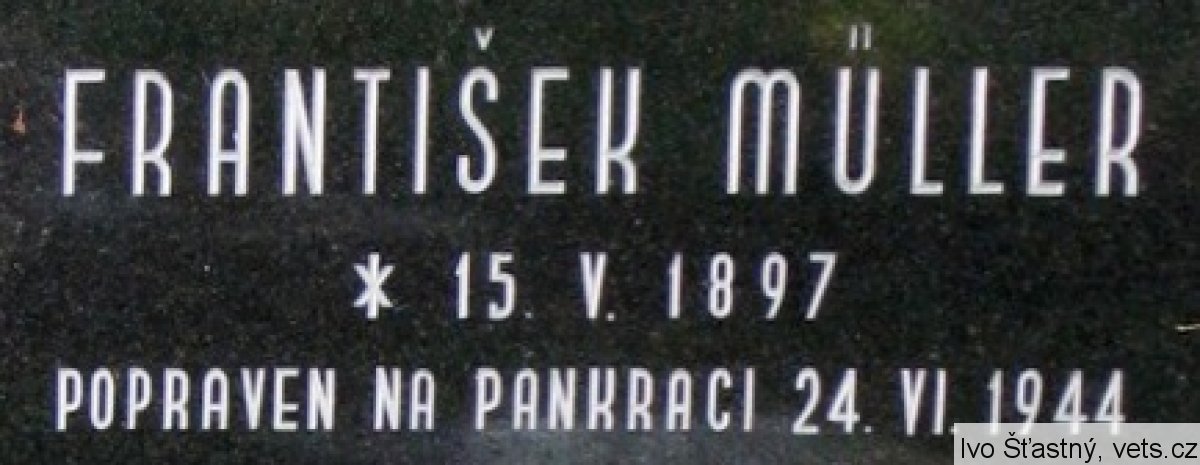 FRANTIŠEK MÜLLER
* 15. V. 1897
POPRAVEN NA PANKRACI 24. VI. 1944
Ivo Šťastný, vets.cz